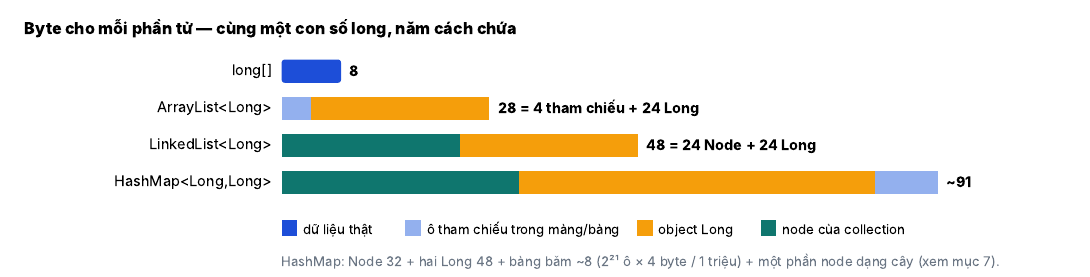 Byte cho mỗi phần tử — cùng một con số long, năm cách chứa
long[] 8
ArrayList<Long> 28 = 4 tham chiếu + 24 Long
LinkedList<Long> 48 = 24 Node + 24 Long
HashMap<Long,Long> ~91
dữ liệu thật ô tham chiếu trong mảng/bảng object Long node của collection
HashMap: Node 32 + hai Long 48 + bảng băm ~8 (2²¹ ô × 4 byte / 1 triệu) + một phần node dạng cây (xem mục 7).